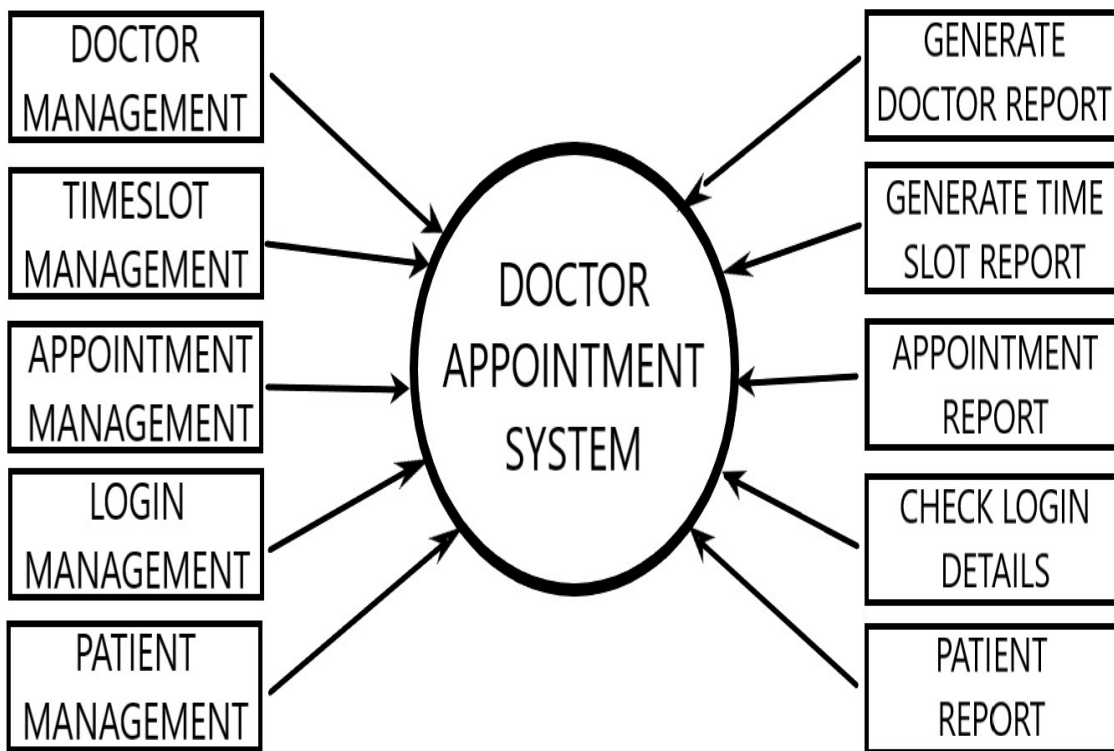 DOCTOR
MANAGEMENT
TIMESLOT
MANAGEMENT
APPOINTMENT
MANAGEMENT
LOGIN
MANAGEMENT
PATIENT
MANAGEMENT
DOCTOR
APPOINTMENT
SYSTEM
GENERATE
DOCTOR REPORT
GENERATE TIME
SLOT REPORT
APPOINTMENT
REPORT
CHECK LOGIN
DETAILS
PATIENT
REPORT